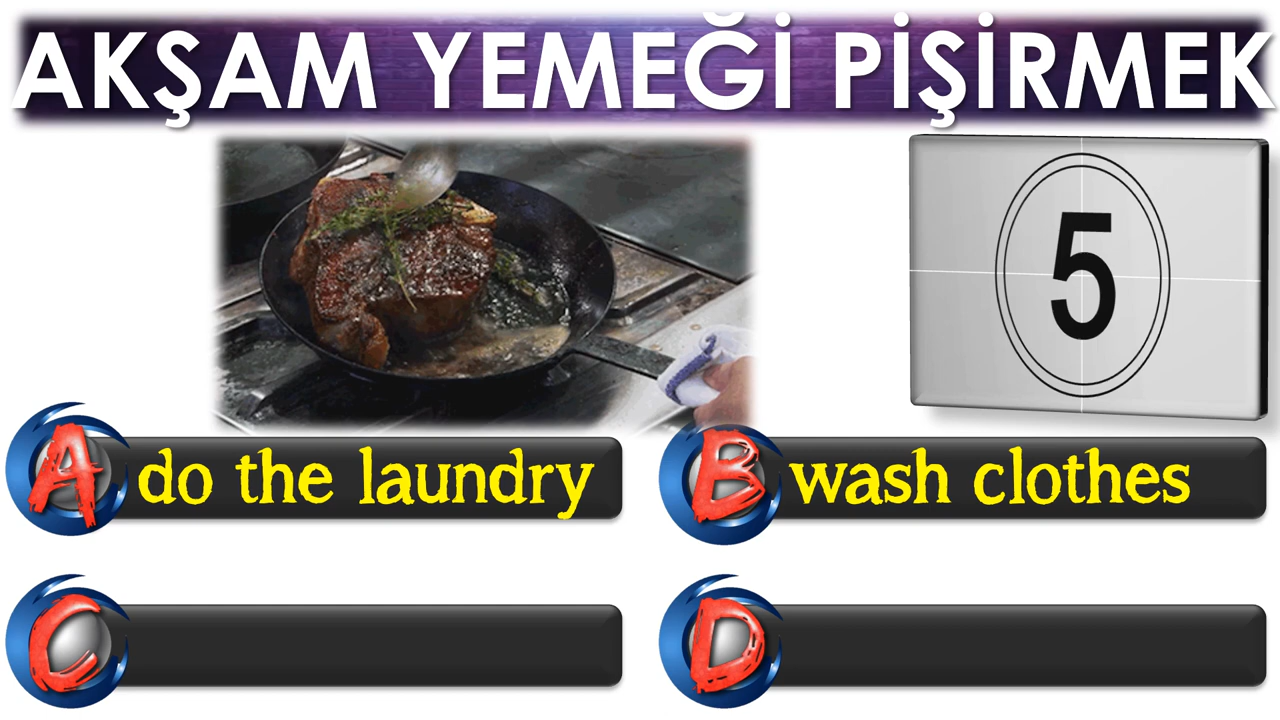 AKŞAM YEMEĞİ PİŞİRMEK
5
A do the laundry
B wash clothes
C
D